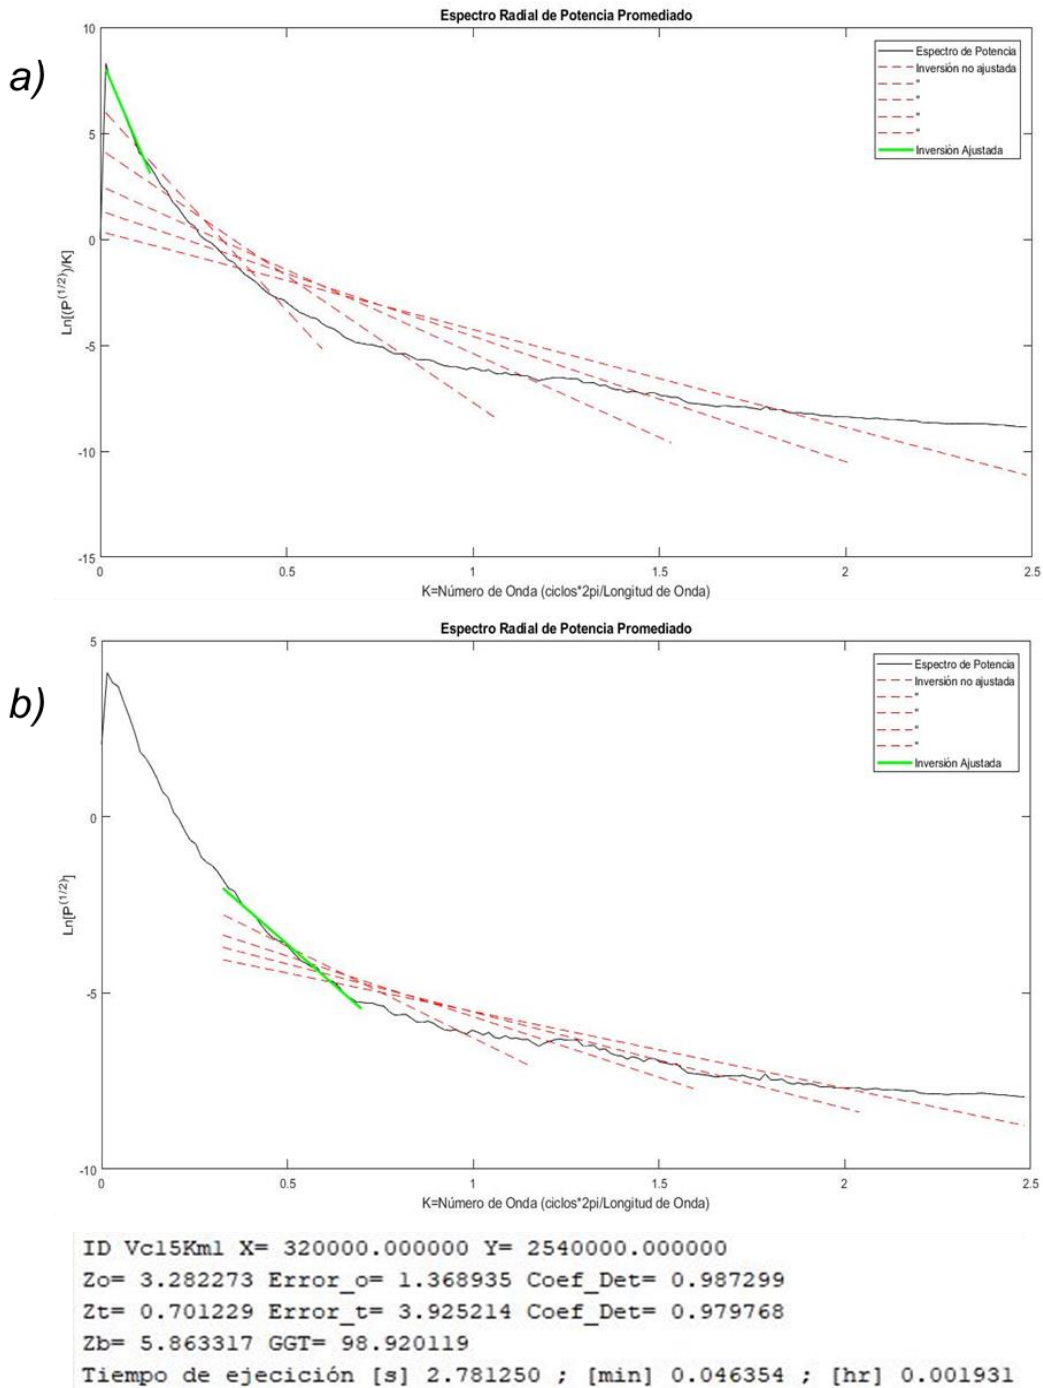 Espectro Radial de Potencia Promediado
a)
10
5
0
-5
-10
-15
Ln[(P^(1/2))/K]
Espectro de Potencia
Inversión no ajustada
"
"
"
"
Inversión Ajustada
0 0.5 1 1.5 2 2.5
K=Número de Onda (ciclos*2pi/Longitud de Onda)
Espectro Radial de Potencia Promediado
b)
5
0
-5
-10
Ln[P^(1/2)]
Espectro de Potencia
Inversión no ajustada
"
"
"
"
Inversión Ajustada
0 0.5 1 1.5 2 2.5
K=Número de Onda (ciclos*2pi/Longitud de Onda)
ID Vc15Km1 X= 320000.000000 Y= 2540000.000000
Zo= 3.282273 Error_o= 1.368935 Coef_Det= 0.987299
Zt= 0.701229 Error_t= 3.925214 Coef_Det= 0.979768
Zb= 5.863317 GGT= 98.920119
Tiempo de ejecición [s] 2.781250 ; [min] 0.046354 ; [hr] 0.001931